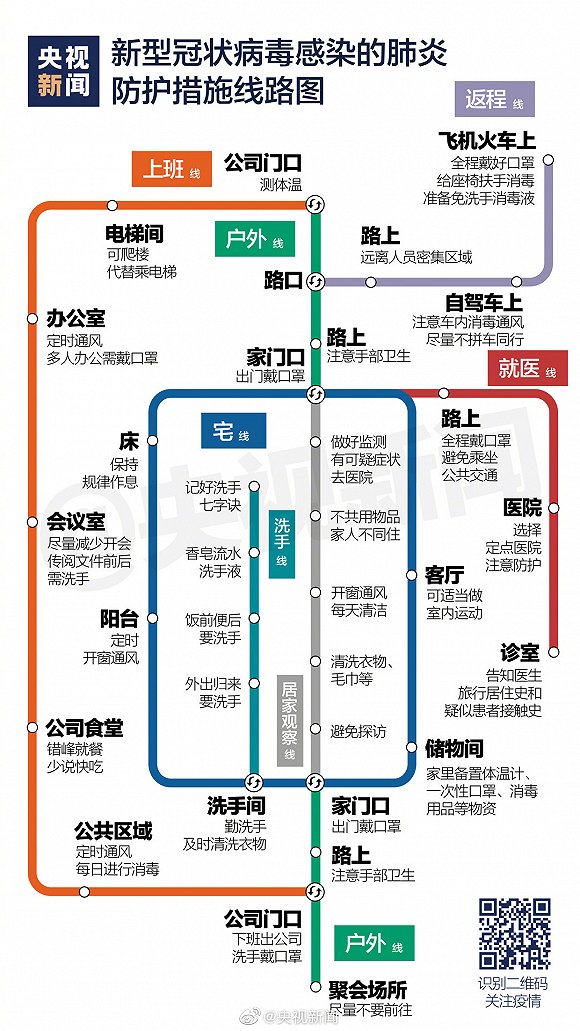 央视
新闻
新型冠状病毒感染的肺炎
防护措施线路图
返程 线
飞机火车上
全程戴好口罩
给座椅扶手消毒
准备免洗手消毒液
上班 线
公司门口
测体温
电梯间
可爬楼
代替乘电梯
户外 线
路上
远离人员密集区域
路口
自驾车上
注意车内消毒通风
尽量不拼车同行
办公室
定时通风
多人办公需戴口罩
路上
注意手部卫生
家门口
出门戴口罩
就医 线
宅 线
路上
全程戴口罩
避免乘坐
公共交通
床
保持
规律作息
做好监测
有可疑症状
去医院
记好洗手
七字诀
洗手 线
医院
选择
定点医院
注意防护
会议室
尽量减少开会
传阅文件前后
需洗手
不共用物品
家人不同住
香皂流水
洗手液
客厅
可适当做
室内运动
开窗通风
每天清洁
阳台
定时
开窗通风
饭前便后
要洗手
诊室
告知医生
旅行居住史和
疑似患者接触史
清洗衣物、
毛巾等
外出归来
要洗手
居家观察 线
避免探访
公司食堂
错峰就餐
少说快吃
储物间
家里备置体温计、
一次性口罩、消毒
用品等物资
洗手间
勤洗手
及时清洗衣物
家门口
出门戴口罩
公共区域
定时通风
每日进行消毒
路上
注意手部卫生
公司门口
下班出公司
洗手戴口罩
户外 线
聚会场所
尽量不要前往
识别二维码
关注疫情
@央视新闻
@央视新闻